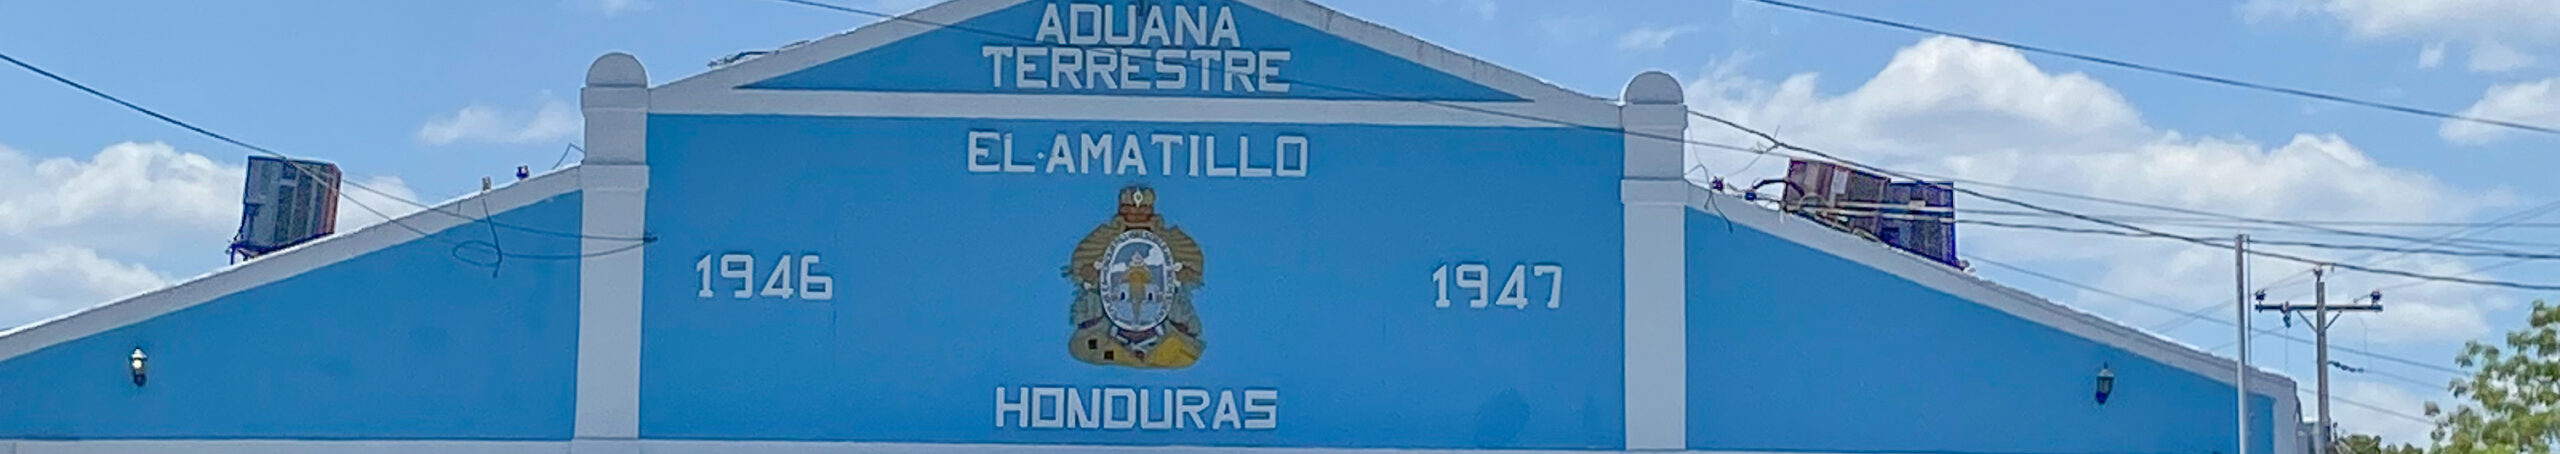 ADUANA
TERRESTRE
EL·AMATILLO
1946 1947
HONDURAS